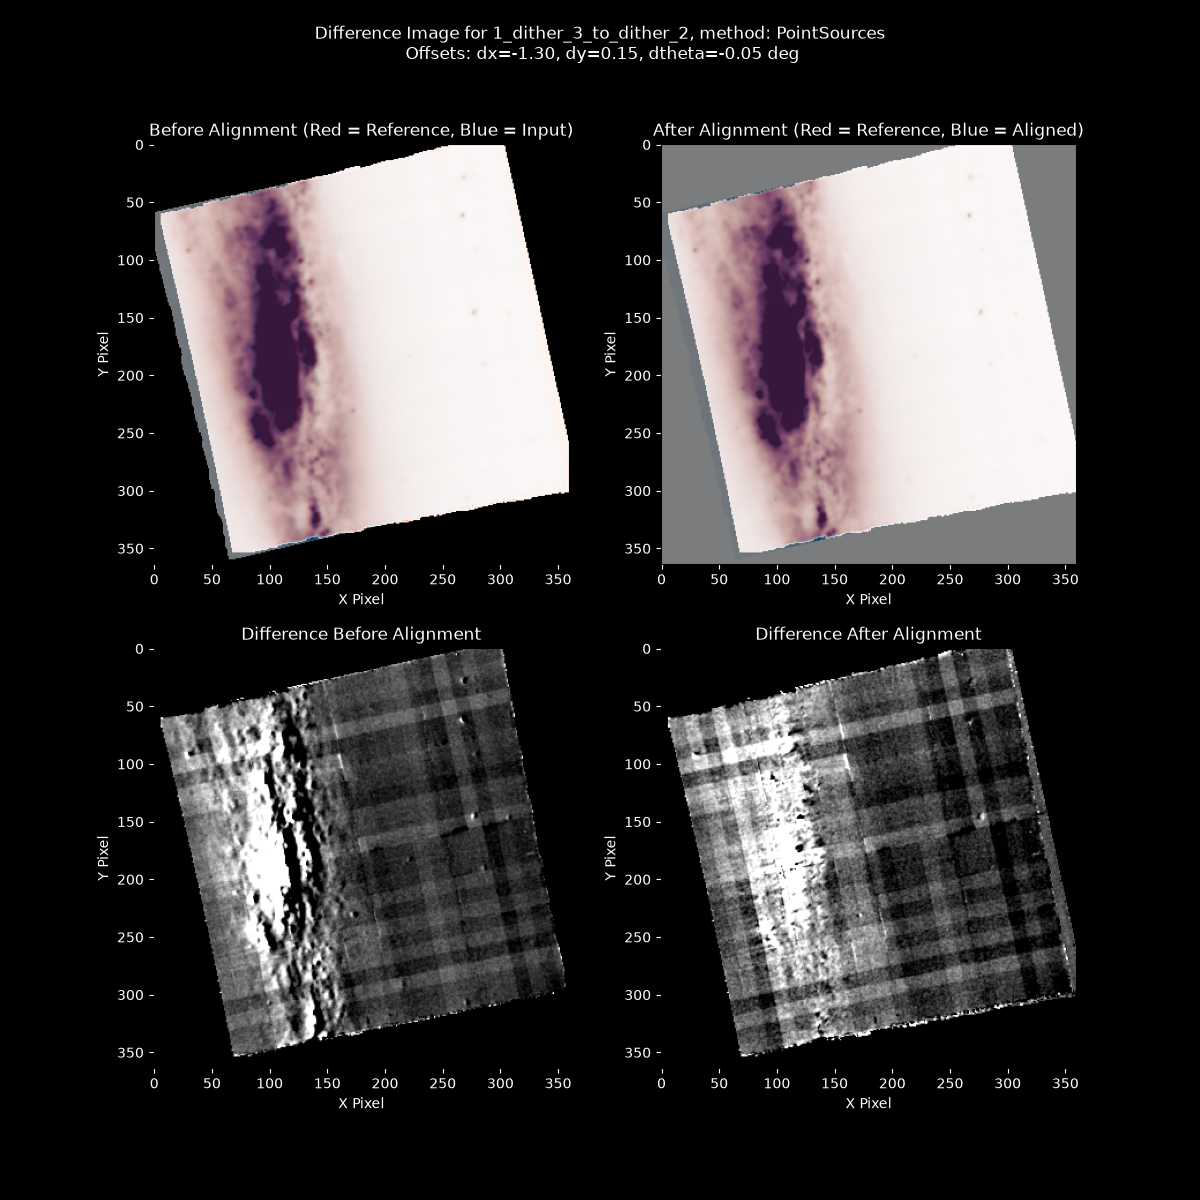 Difference Image for 1_dither_3_to_dither_2, method: PointSources
Offsets: dx=-1.30, dy=0.15, dtheta=-0.05 deg
Before Alignment (Red = Reference, Blue = Input)
0
50
100
150
200
250
300
350
Y Pixel
0 50 100 150 200 250 300 350
X Pixel
After Alignment (Red = Reference, Blue = Aligned)
0
50
100
150
200
250
300
350
Y Pixel
0 50 100 150 200 250 300 350
X Pixel
Difference Before Alignment
0
50
100
150
200
250
300
350
Y Pixel
0 50 100 150 200 250 300 350
X Pixel
Difference After Alignment
0
50
100
150
200
250
300
350
Y Pixel
0 50 100 150 200 250 300 350
X Pixel